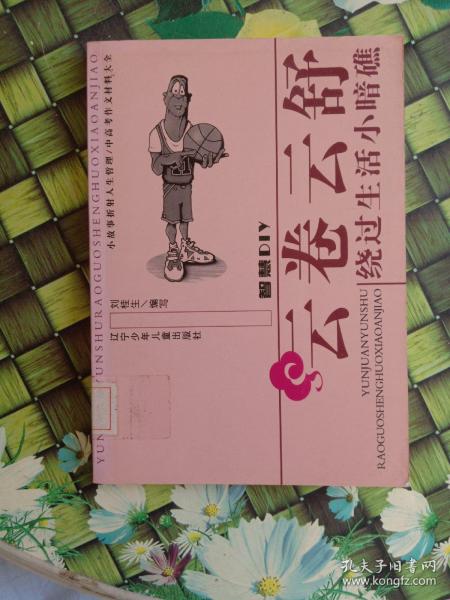 云卷云舒
绕过生活小暗礁
YUNJUANYUNSHU
RAOGUOSHENGHUOXIAOANJIAO
智慧DIY
刘桂生/编写
辽宁少年儿童出版社
小故事折射人生哲理/中高考作文材料大全
YUNJUANYUNSHURAOGUOSHENGHUOXIAOANJIAO
孔夫子旧书网
www.kongfz.com